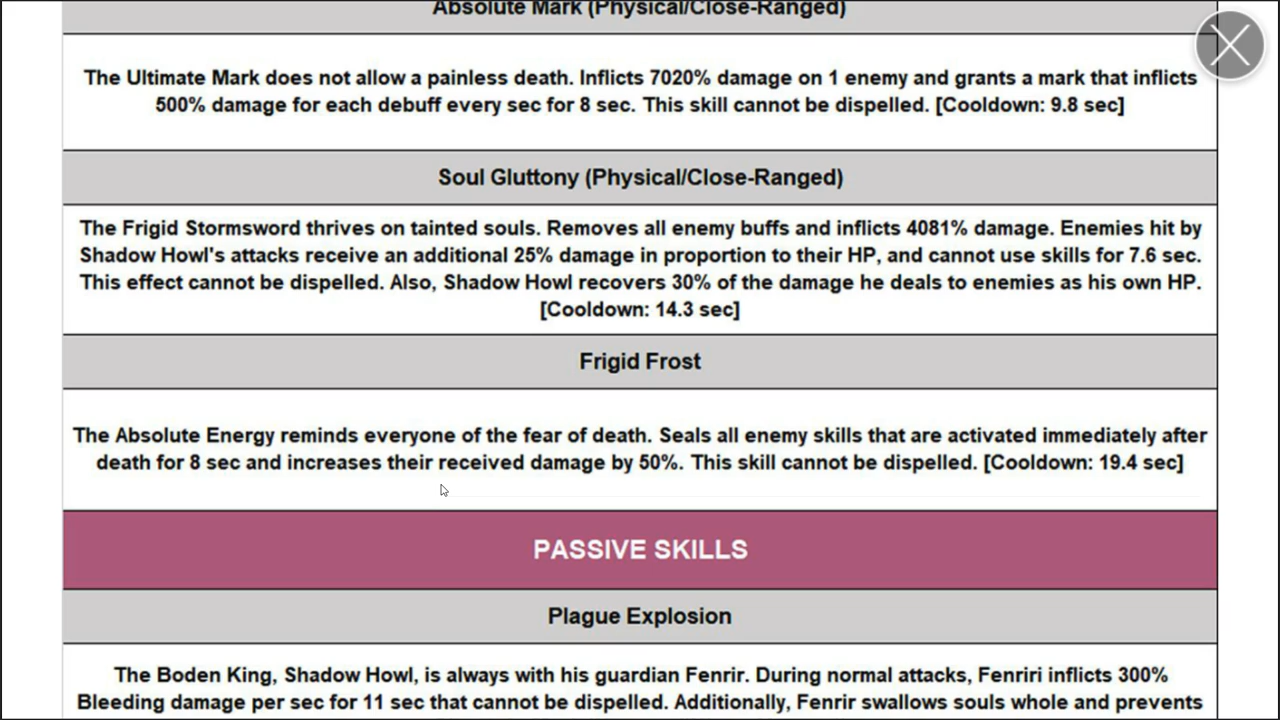 Absolute Mark (Physical/Close-Ranged)
The Ultimate Mark does not allow a painless death. Inflicts 7020% damage on 1 enemy and grants a mark that inflicts
500% damage for each debuff every sec for 8 sec. This skill cannot be dispelled. [Cooldown: 9.8 sec]
Soul Gluttony (Physical/Close-Ranged)
The Frigid Stormsword thrives on tainted souls. Removes all enemy buffs and inflicts 4081% damage. Enemies hit by
Shadow Howl's attacks receive an additional 25% damage in proportion to their HP, and cannot use skills for 7.6 sec.
This effect cannot be dispelled. Also, Shadow Howl recovers 30% of the damage he deals to enemies as his own HP.
[Cooldown: 14.3 sec]
Frigid Frost
The Absolute Energy reminds everyone of the fear of death. Seals all enemy skills that are activated immediately after
death for 8 sec and increases their received damage by 50%. This skill cannot be dispelled. [Cooldown: 19.4 sec]
PASSIVE SKILLS
Plague Explosion
The Boden King, Shadow Howl, is always with his guardian Fenrir. During normal attacks, Fenriri inflicts 300%
Bleeding damage per sec for 11 sec that cannot be dispelled. Additionally, Fenrir swallows souls whole and prevents